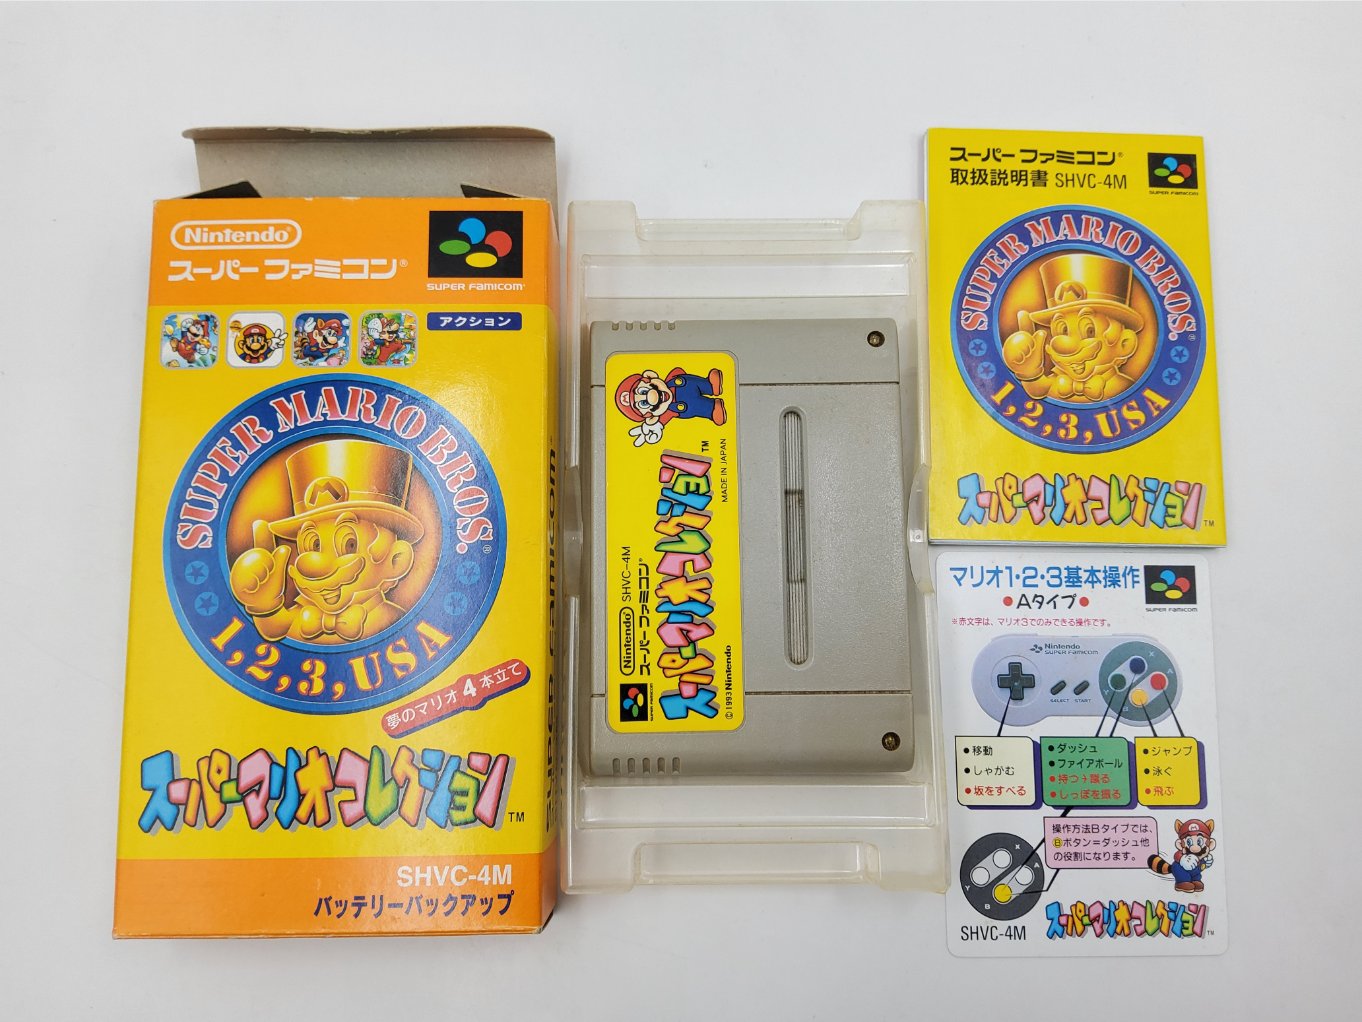 Nintendo®
スーパーファミコン®
SUPER FAMICOM™
アクション
SUPER MARIO BROS.®
1, 2, 3, USA
夢のマリオ4本立て
スーパーマリオコレクション™
SHVC-4M
バッテリーバックアップ
SUPER FAMICOM™
MADE IN JAPAN
Nintendo® SHVC-4M
スーパーファミコン®
SUPER FAMICOM
スーパーマリオコレクション™
©1993 Nintendo
スーパーファミコン®
取扱説明書 SHVC-4M
SUPER FAMICOM
SUPER MARIO BROS.®
1, 2, 3, USA
スーパーマリオコレクション™
マリオ1・2・3基本操作
●Aタイプ●
SUPER FAMICOM
※赤文字は、マリオ3でのみできる操作です。
Nintendo
SUPER FAMICOM
X
Y
A
B
SELECT START
●移動
●しゃがむ
●坂をすべる
●ダッシュ
●ファイアボール
●持つ→蹴る
●しっぽを振る
●ジャンプ
●泳ぐ
●飛ぶ
操作方法Bタイプでは、
Ⓑボタン=ダッシュ他
の役割になります。
X
Y
A
B
SHVC-4M
スーパーマリオコレクション™